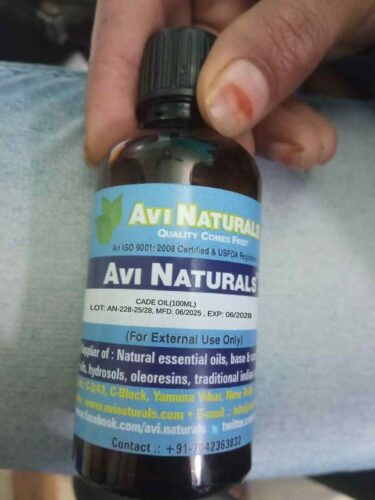 AVI NATURALS
QUALITY COMES FIRST
An ISO 9001: 2008 Certified & USFDA
AVI NATURALS
CADE OIL(100ML)
LOT: AN-228-25/28, MFD: 06/2025 , EXP: 06/2028
(For External Use Only)
: Natural essential oils, base &
hydrosols, oleoresins, traditional
C-Block, Yamuna Vihar, New
www.avinaturals.com • E-mail :
facebook.com/avi.naturals twitter.com
Contact .: +91-7042363832